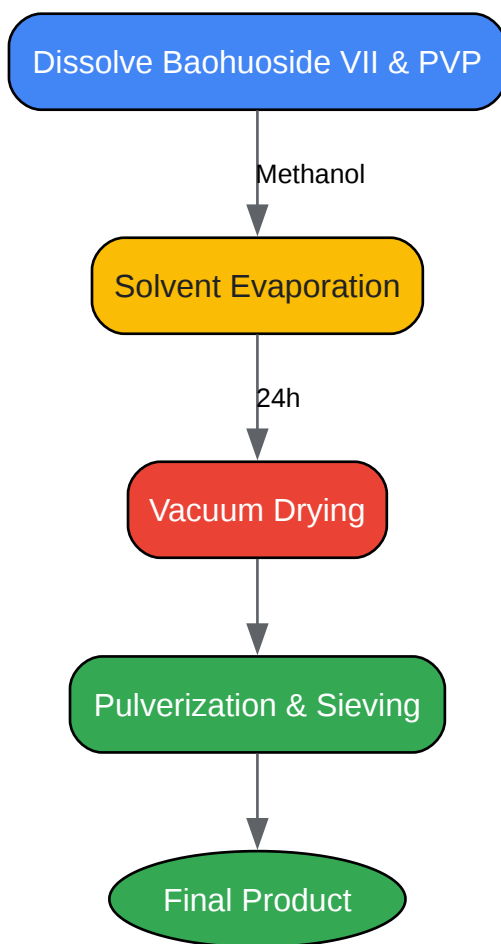 Dissolve Baohuoside VII & PVP
Methanol
Solvent Evaporation
24h
Vacuum Drying
Pulverization & Sieving
Final Product